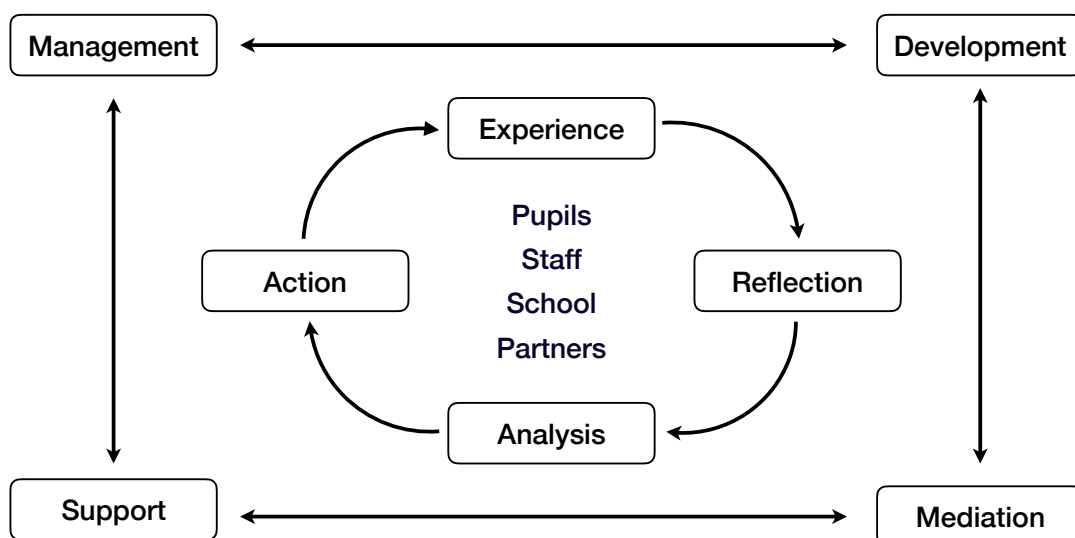 Management
Development
Experience
Pupils
Staff
Action
Reflection
School
Partners
Analysis
Support
Mediation